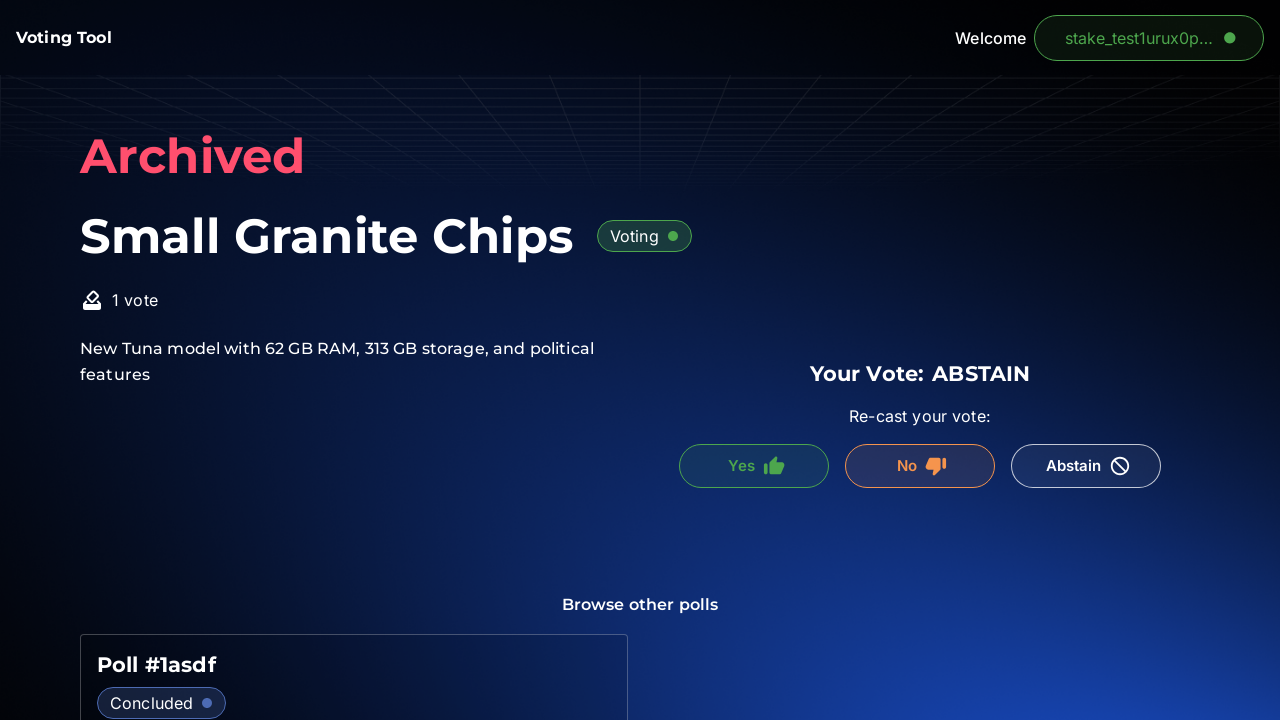 Voting Tool
Welcome
stake_test1urux0p...
Archived
Small Granite Chips
Voting
1 vote
New Tuna model with 62 GB RAM, 313 GB storage, and political
features
Your Vote: ABSTAIN
Re-cast your vote:
Yes
No
Abstain
Browse other polls
Poll #1asdf
Concluded